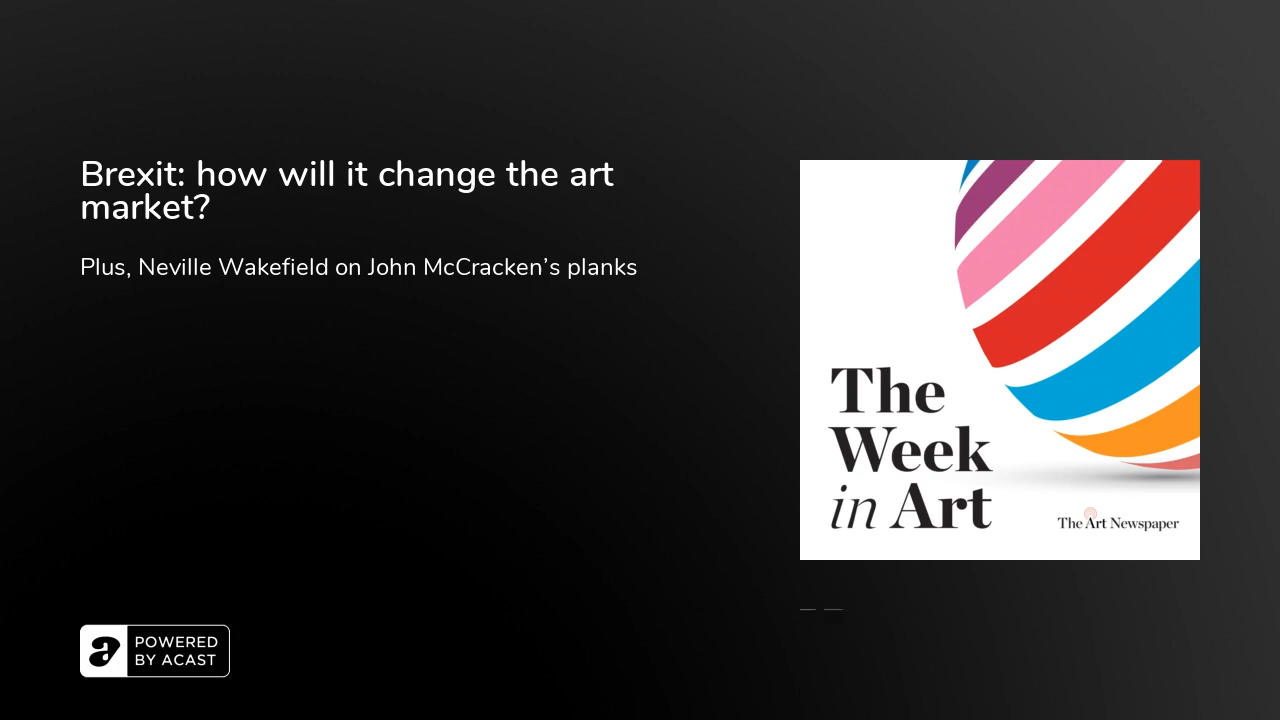 Brexit: how will it change the art
market?
Plus, Neville Wakefield on John McCracken’s planks
The
Week
in Art
The Art Newspaper
a
POWERED
BY ACAST